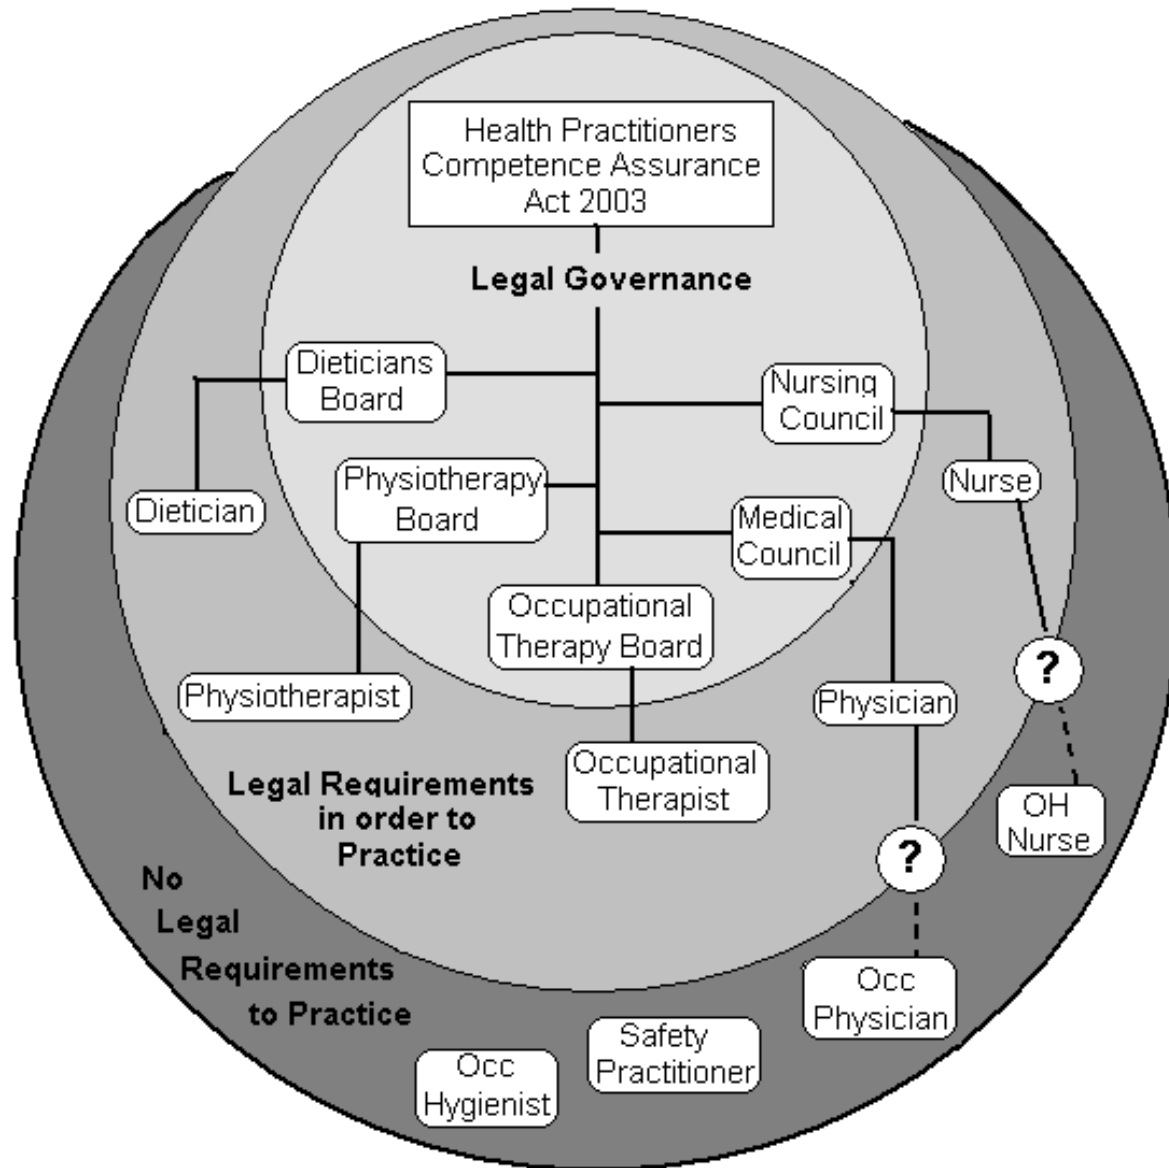 Health Practitioners
Competence Assurance
Act 2003
Legal Governance
Dieticians
Board
Nursing
Council
Physiotherapy
Board
Nurse
Dietician
Medical
Council
Occupational
Therapy Board
?
Physiotherapist
Physician
Occupational
Therapist
Legal Requirements
in order to
Practice
OH
Nurse
?
No
Legal
Requirements
to Practice
Occ
Physician
Safety
Practitioner
Occ
Hygienist